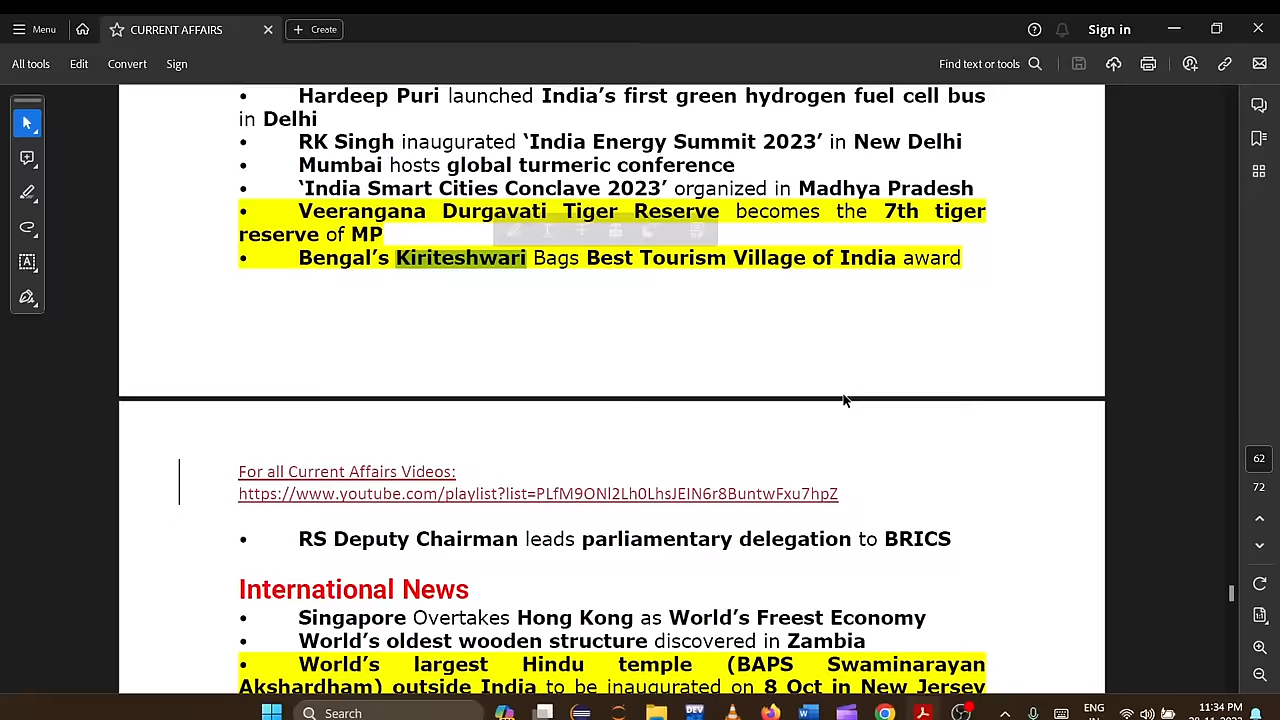 Menu
CURRENT AFFAIRS
Create
Sign in
All tools Edit Convert Sign
Find text or tools
• Hardeep Puri launched India’s first green hydrogen fuel cell bus
in Delhi
• RK Singh inaugurated ‘India Energy Summit 2023’ in New Delhi
• Mumbai hosts global turmeric conference
• ‘India Smart Cities Conclave 2023’ organized in Madhya Pradesh
• Veerangana Durgavati Tiger Reserve becomes the 7th tiger
reserve of MP
• Bengal’s Kiriteshwari Bags Best Tourism Village of India award
For all Current Affairs Videos:
https://www.youtube.com/playlist?list=PLfM9ONl2Lh0LhsJEIN6r8BuntwFxu7hpZ
• RS Deputy Chairman leads parliamentary delegation to BRICS
International News
• Singapore Overtakes Hong Kong as World’s Freest Economy
• World’s oldest wooden structure discovered in Zambia
• World’s largest Hindu temple (BAPS Swaminarayan
Akshardham) outside India to be inaugurated on 8 Oct in New Jersey
62
72
Search
DEV
ENG
11:34 PM